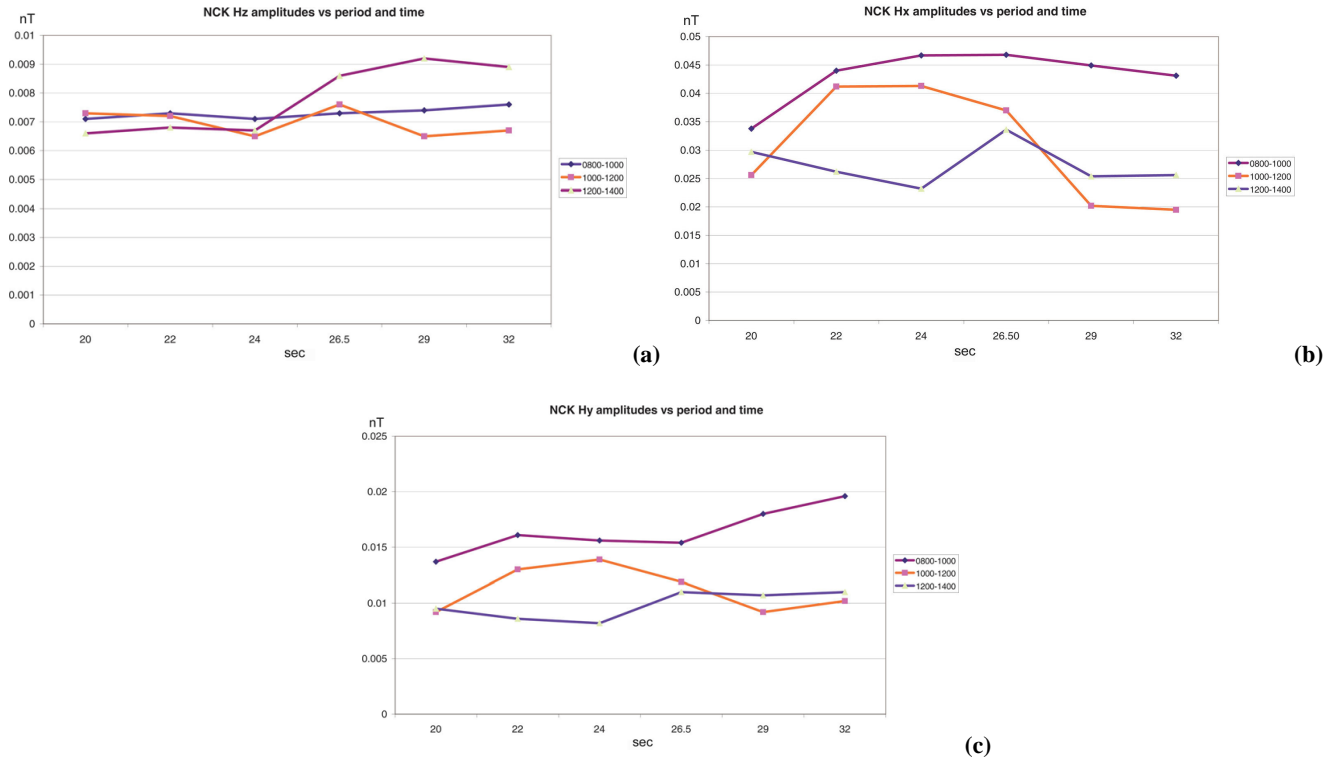 NCK Hz amplitudes vs period and time
nT
0.01
0.009
0.008
0.007
0.006
0.005
0.004
0.003
0.002
0.001
0
20 22 24 26.5 29 32
sec
0800-1000
1000-1200
1200-1400
(a)
NCK Hx amplitudes vs period and time
nT
0.05
0.045
0.04
0.035
0.03
0.025
0.02
0.015
0.01
0.005
0
20 22 24 26.50 29 32
sec
0800-1000
1000-1200
1200-1400
(b)
NCK Hy amplitudes vs period and time
nT
0.025
0.02
0.015
0.01
0.005
0
20 22 24 26.5 29 32
sec
0800-1000
1000-1200
1200-1400
(c)